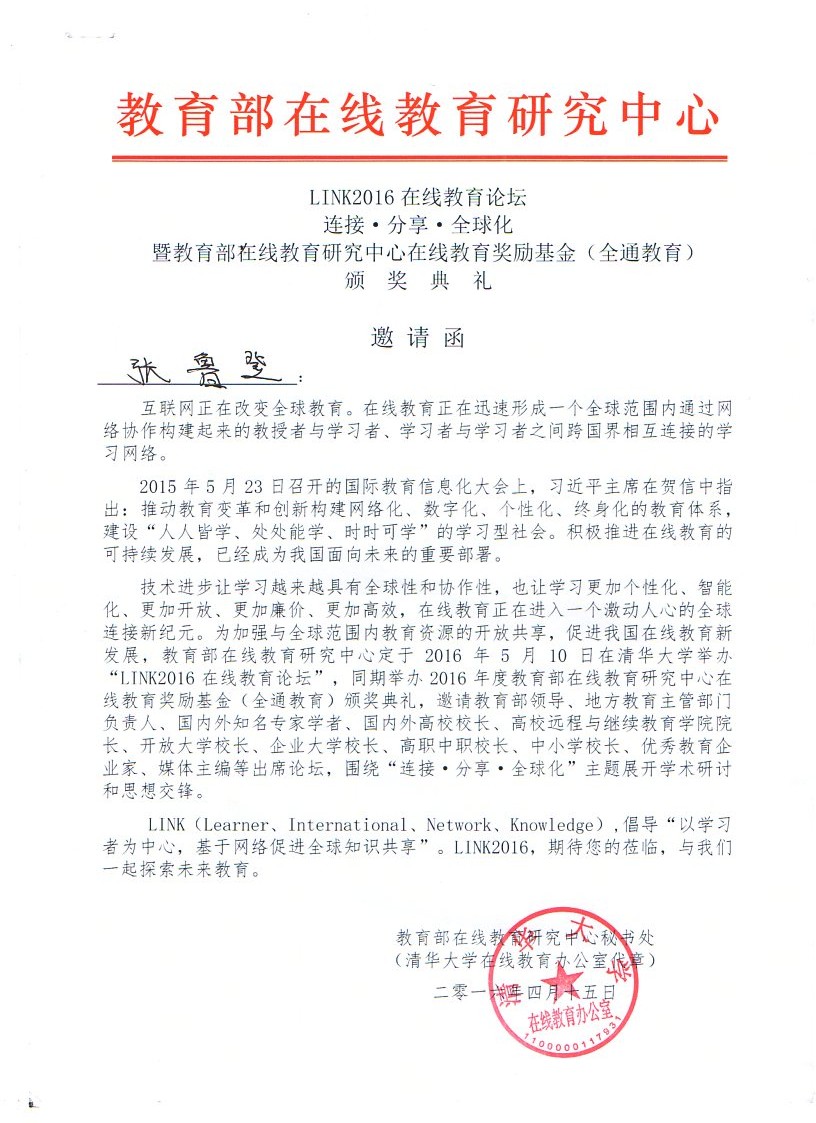 教育部在线教育研究中心
LINK2016 在线教育论坛
连接·分享·全球化
暨教育部在线教育研究中心在线教育奖励基金（全通教育）
颁 奖 典 礼
邀 请 函
张 鲁 登 ：
互联网正在改变全球教育。在线教育正在迅速形成一个全球范围内通过网
络协作构建起来的教授者与学习者、学习者与学习者之间跨国界相互连接的学
习网络。
2015 年 5 月 23 日召开的国际教育信息化大会上，习近平主席在贺信中指
出：推动教育变革和创新构建网络化、数字化、个性化、终身化的教育体系，
建设“人人皆学、处处能学、时时可学”的学习型社会。积极推进在线教育的
可持续发展，已经成为我国面向未来的重要部署。
技术进步让学习越来越具有全球性和协作性，也让学习更加个性化、智能
化、更加开放、更加廉价、更加高效，在线教育正在进入一个激动人心的全球
连接新纪元。为加强与全球范围内教育资源的开放共享，促进我国在线教育新
发展，教育部在线教育研究中心定于 2016 年 5 月 10 日在清华大学举办
“LINK2016 在线教育论坛”，同期举办 2016 年度教育部在线教育研究中心在
线教育奖励基金（全通教育）颁奖典礼，邀请教育部领导、地方教育主管部门
负责人、国内外知名专家学者、国内外高校校长、高校远程与继续教育学院院
长、开放大学校长、企业大学校长、高职中职校长、中小学校长、优秀教育企
业家、媒体主编等出席论坛，围绕“连接·分享·全球化”主题展开学术研讨
和思想交锋。
LINK（Learner、International、Network、Knowledge）,倡导“以学习
者为中心，基于网络促进全球知识共享”。LINK2016，期待您的莅临，与我们
一起探索未来教育。
教育部在线教育研究中心秘书处
（清华大学在线教育办公室代章）
二零一六年四月十五日
清华大学
在线教育办公室
1100000117931